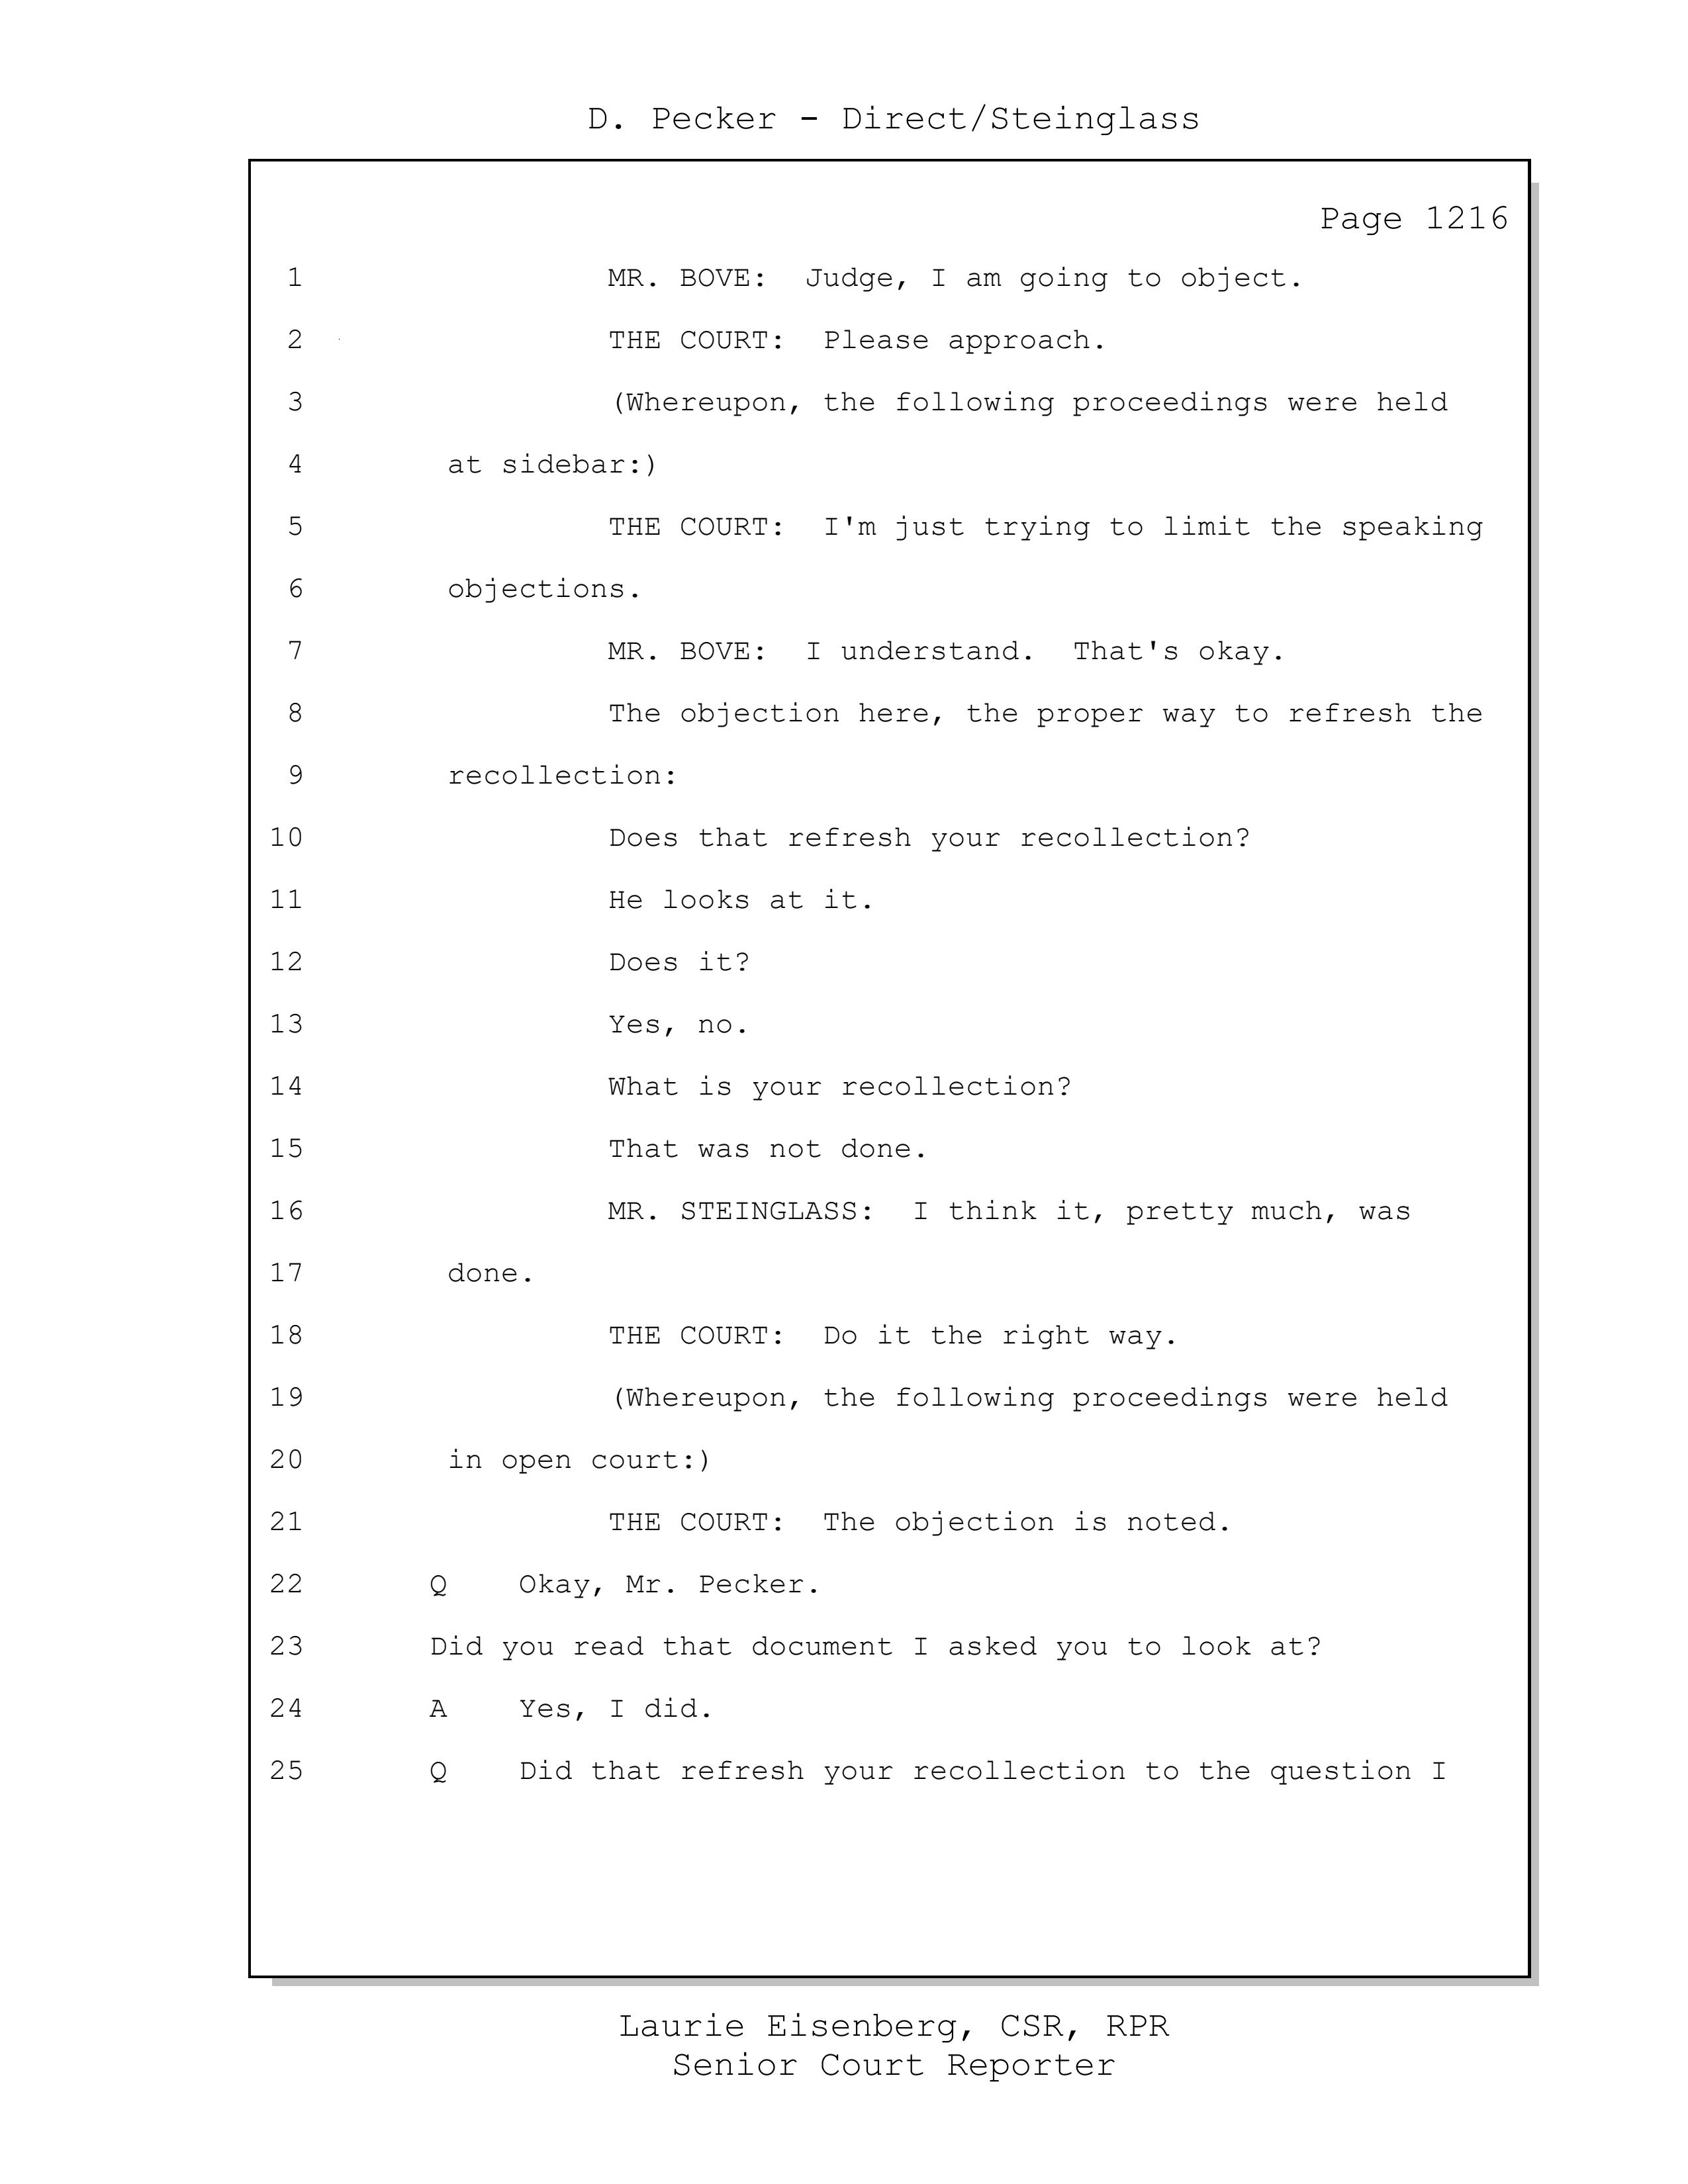 D. Pecker - Direct/Steinglass
Page 1216
1 MR. BOVE: Judge, I am going to object.
2 THE COURT: Please approach.
3 (Whereupon, the following proceedings were held
4 at sidebar:)
5 THE COURT: I'm just trying to limit the speaking
6 objections.
7 MR. BOVE: I understand. That's okay.
8 The objection here, the proper way to refresh the
9 recollection:
10 Does that refresh your recollection?
11 He looks at it.
12 Does it?
13 Yes, no.
14 What is your recollection?
15 That was not done.
16 MR. STEINGLASS: I think it, pretty much, was
17 done.
18 THE COURT: Do it the right way.
19 (Whereupon, the following proceedings were held
20 in open court:)
21 THE COURT: The objection is noted.
22 Q Okay, Mr. Pecker.
23 Did you read that document I asked you to look at?
24 A Yes, I did.
25 Q Did that refresh your recollection to the question I
Laurie Eisenberg, CSR, RPR
Senior Court Reporter